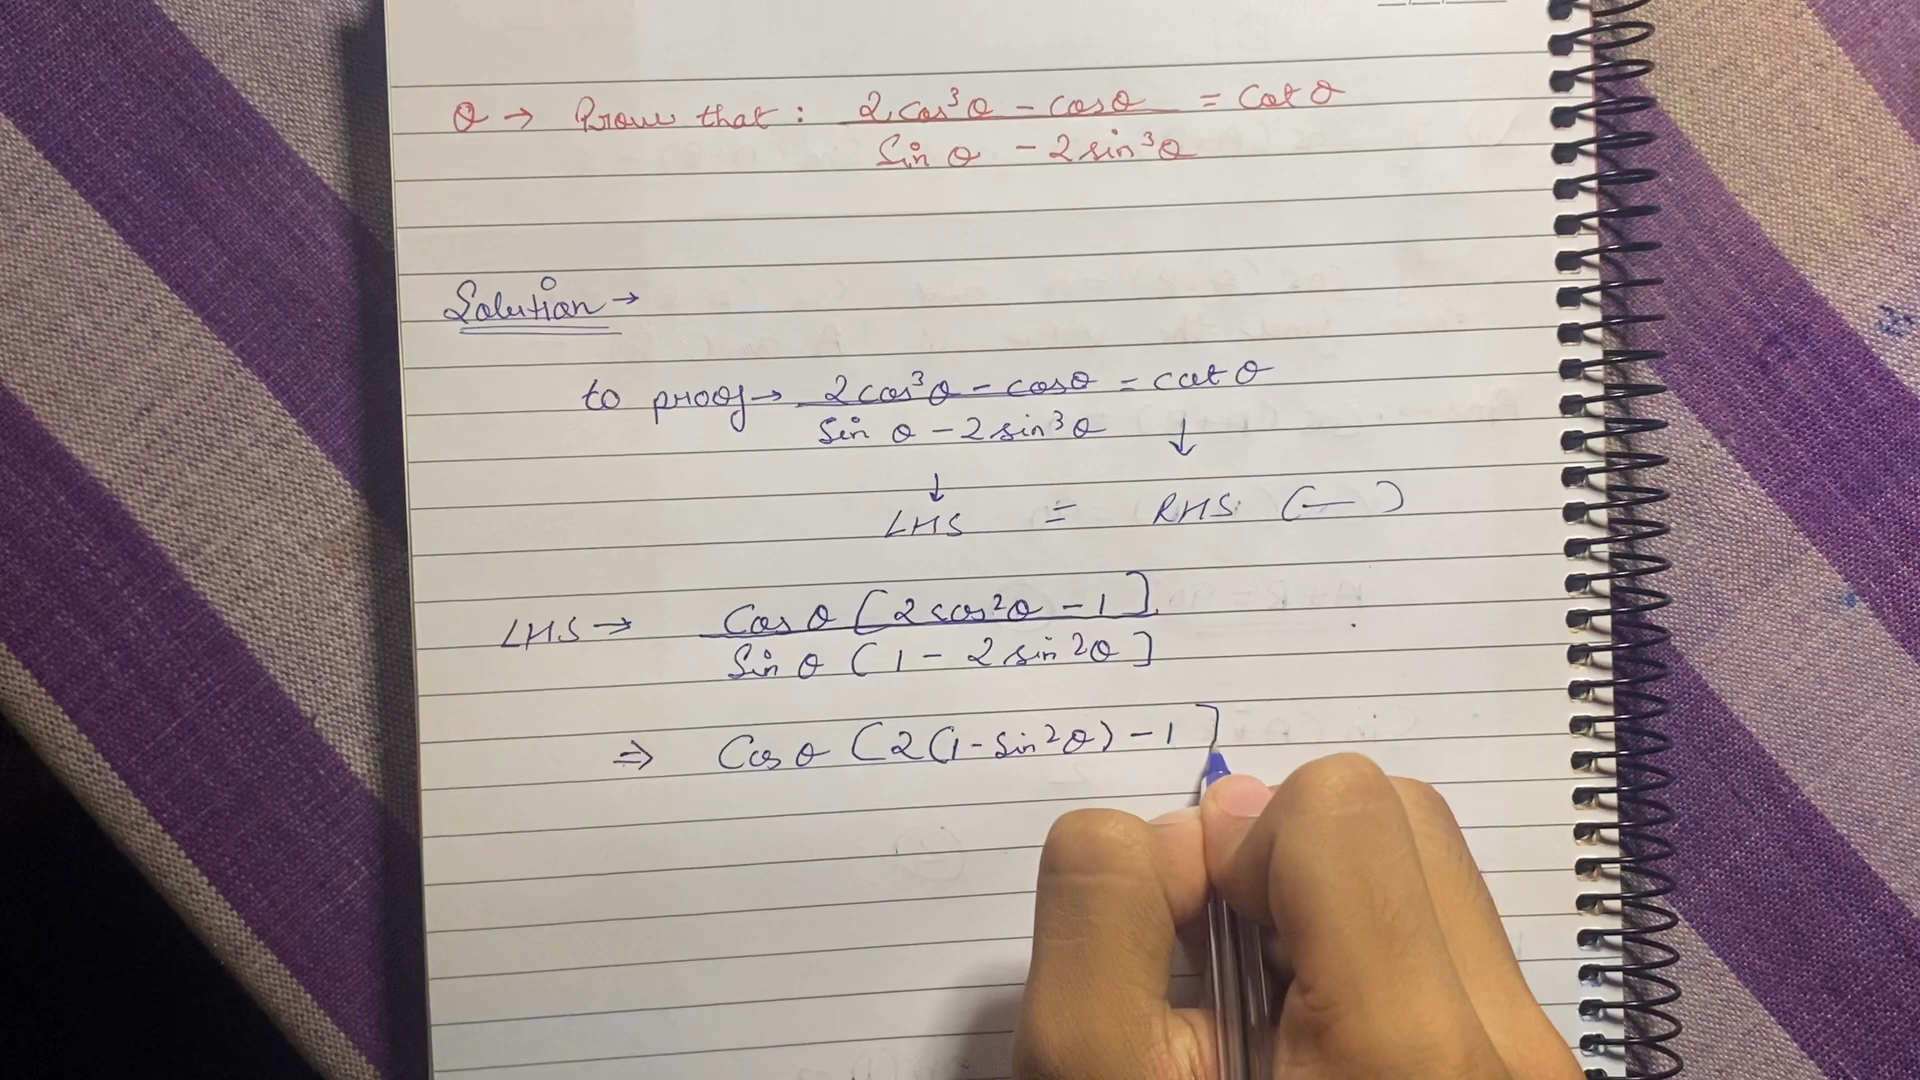 Q → Prove that : (2cos³θ - cosθ) / (sin θ - 2sin³θ) = cot θ
Solution →
to proof → (2cos³θ - cosθ) / (sin θ - 2sin³θ) = cot θ
↓ ↓
LHS = RHS (—)
LHS → Cos θ [2cos²θ - 1] / Sin θ [1 - 2sin²θ]
⇒ Cos θ [2(1-sin²θ) -1]